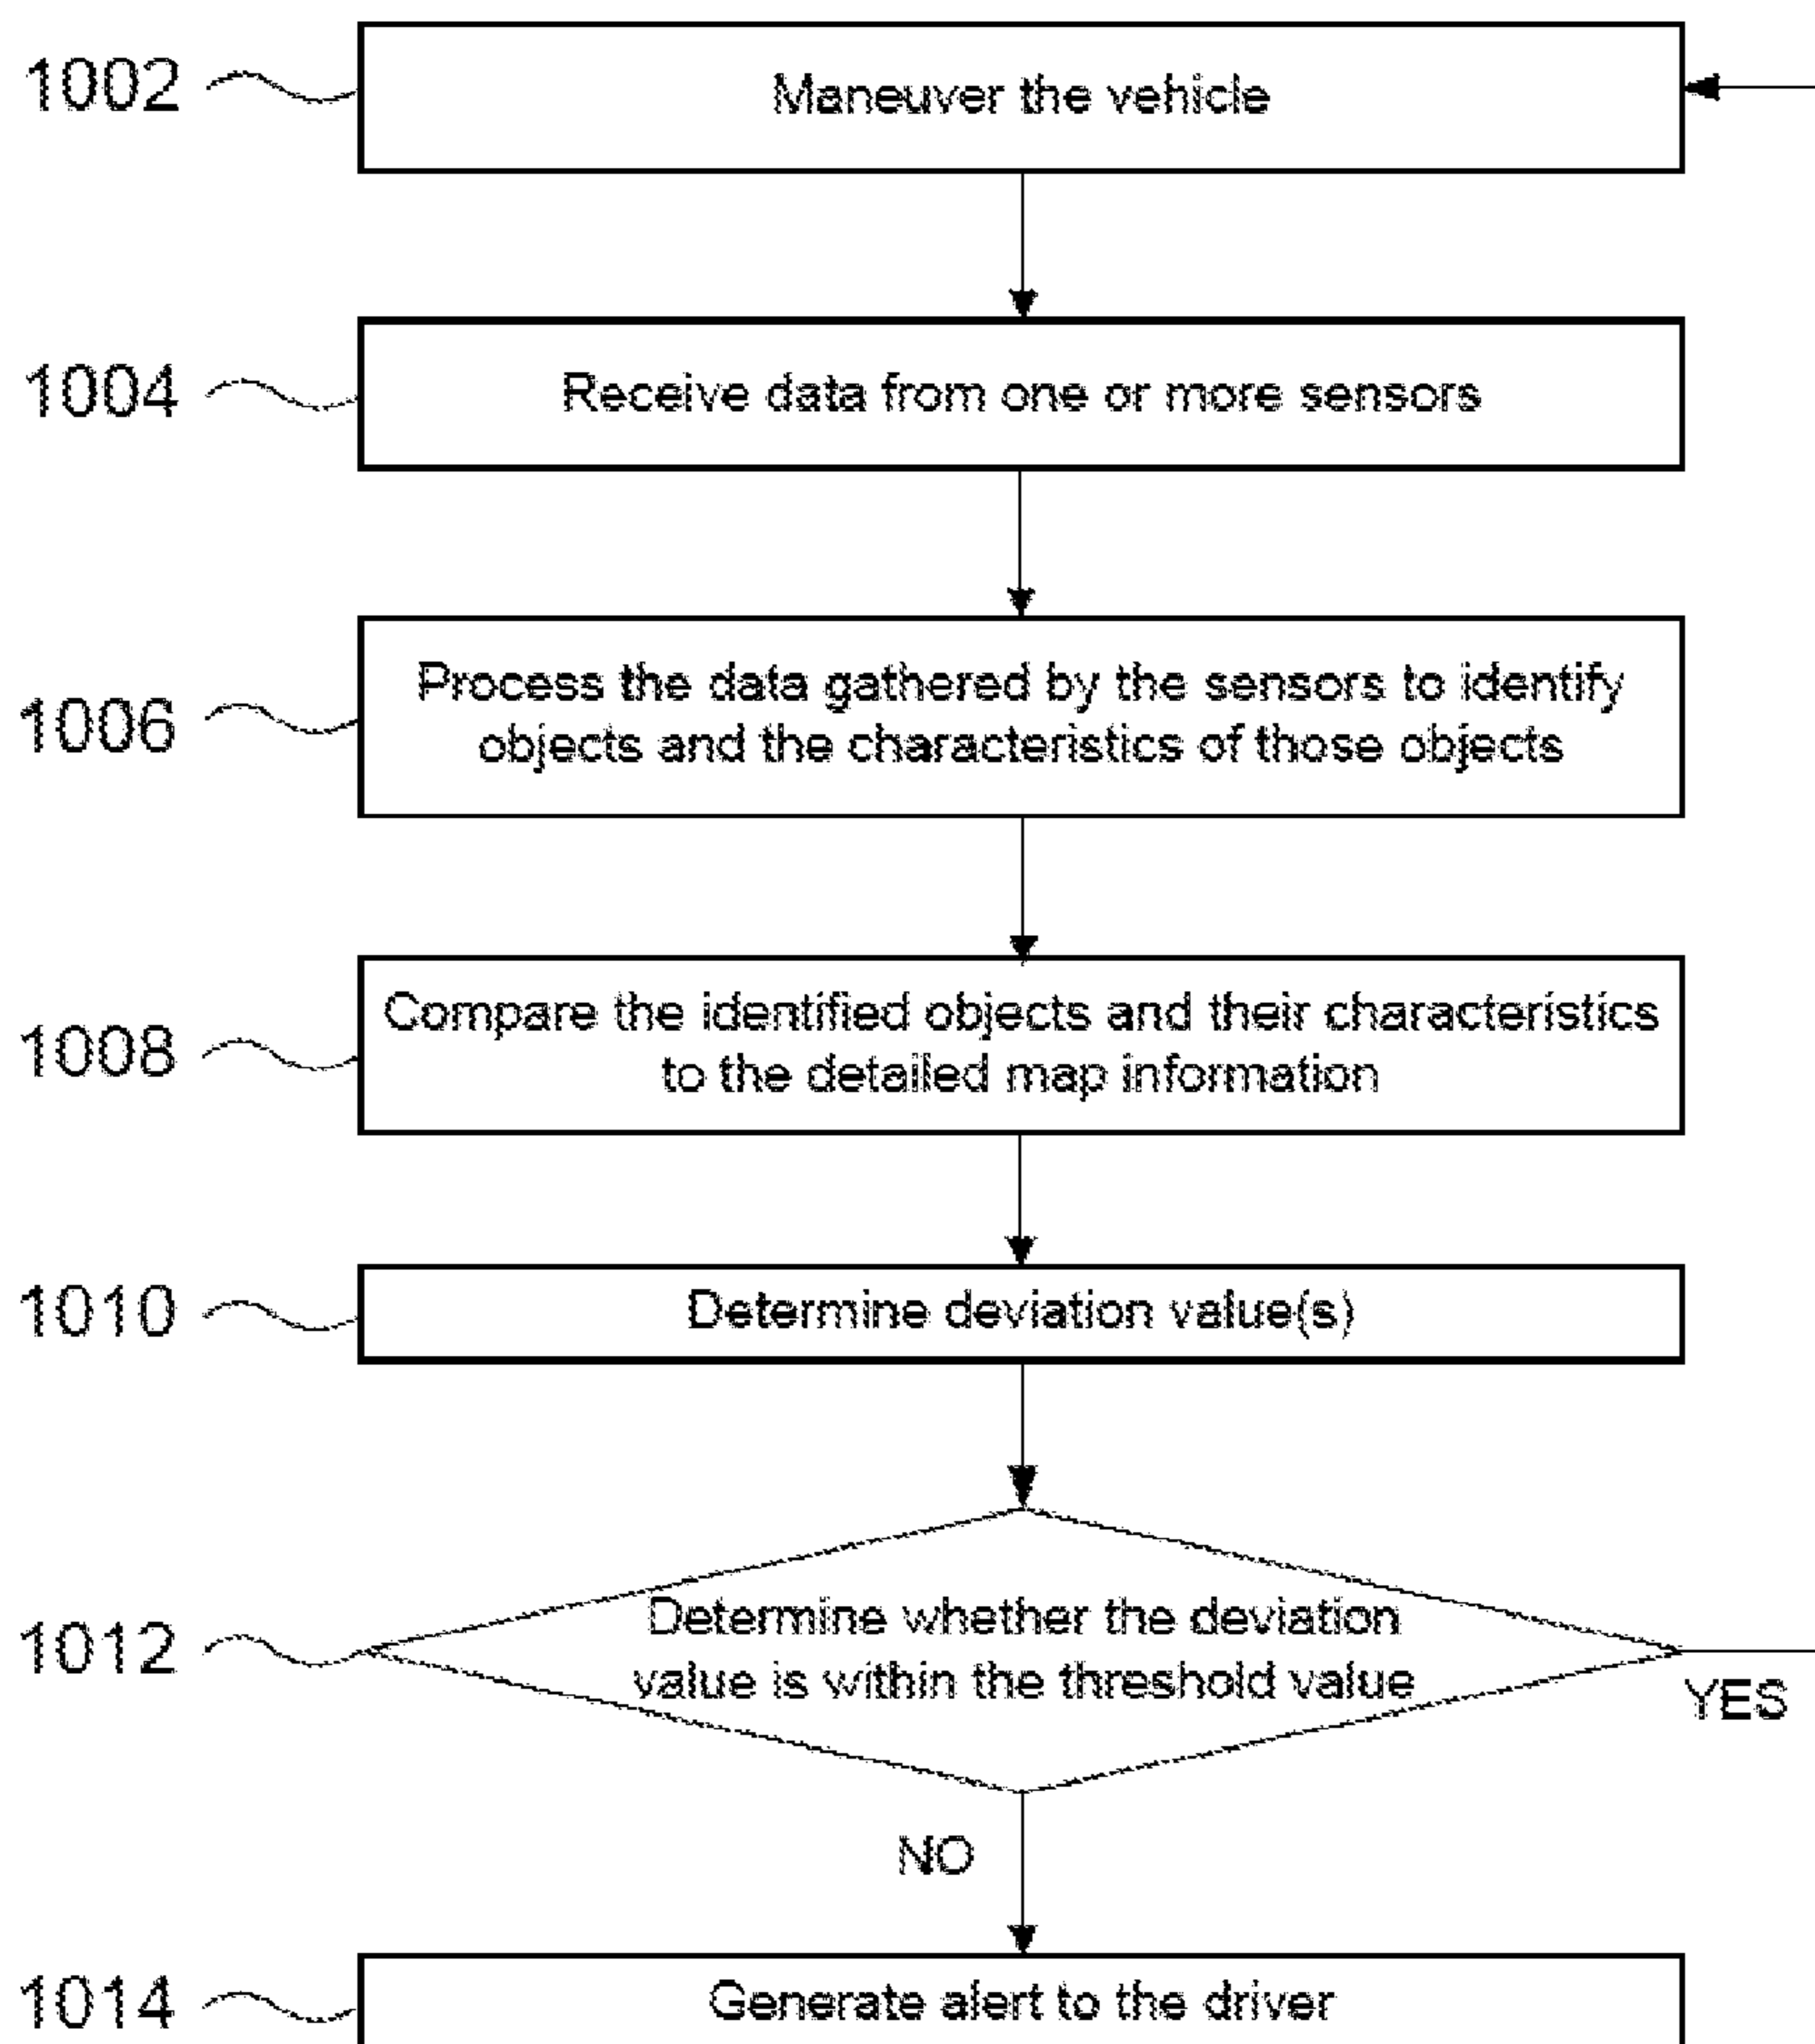 1002
Maneuver the vehicle
1004
Receive data from one or more sensors
1006
Process the data gathered by the sensors to identify
objects and the characteristics of those objects
1008
Compare the identified objects and their characteristics
to the detailed map information
1010
Determine deviation value(s)
1012
Determine whether the deviation
value is within the threshold value
YES
NO
1014
Generate alert to the driver